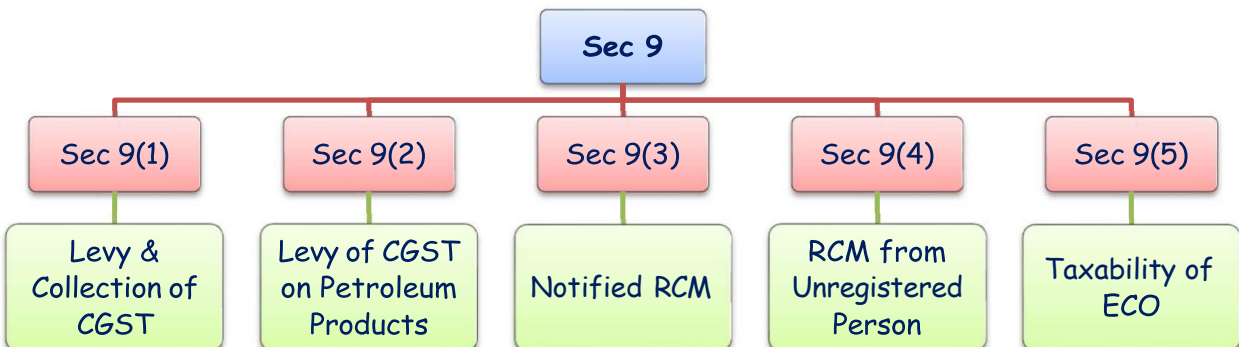 Sec 9
Sec 9(1)
Sec 9(2)
Sec 9(3)
Sec 9(4)
Sec 9(5)
Levy &
Collection of
CGST
Levy of CGST
on Petroleum
Products
Notified RCM
RCM from
Unregistered
Person
Taxability of
ECO